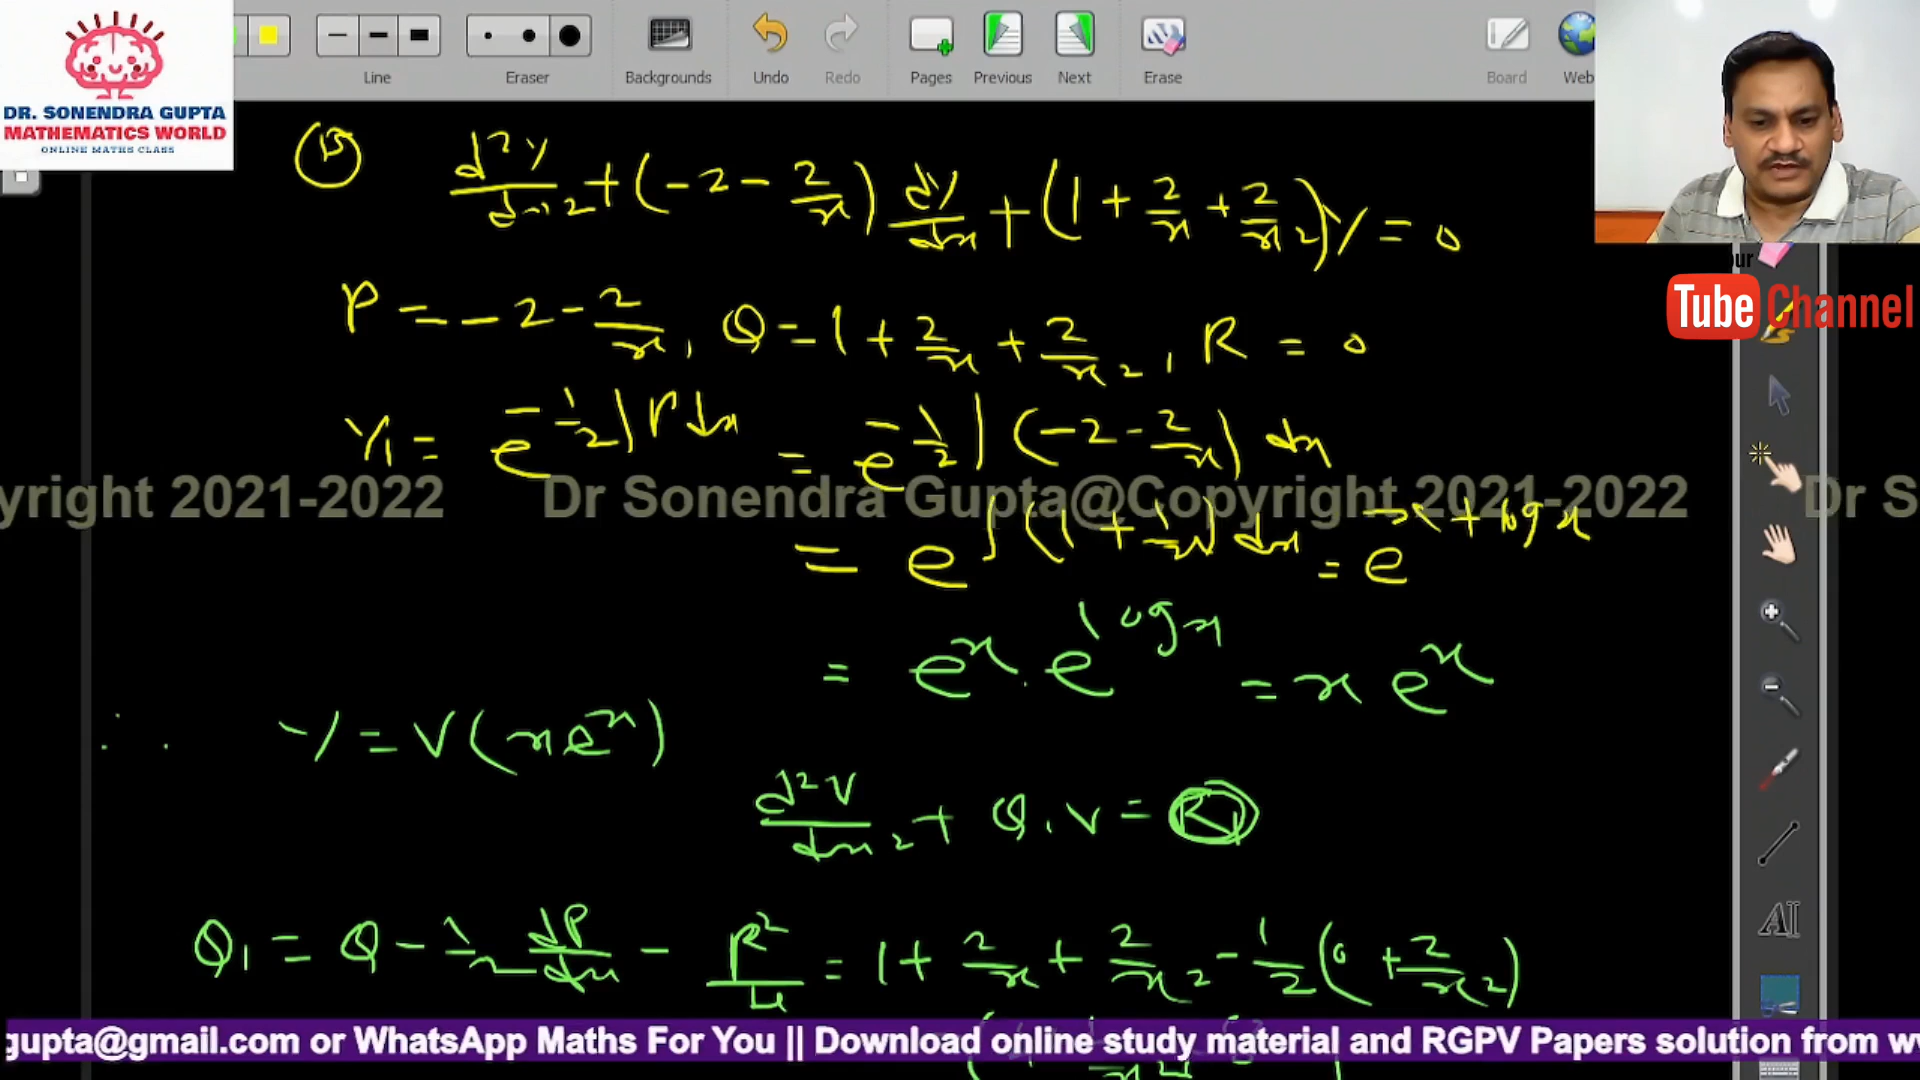 Line
Eraser
Backgrounds
Undo
Redo
Pages
Previous
Next
Erase
Board
Web
DR. SONENDRA GUPTA
MATHEMATICS WORLD
ONLINE MATHS CLASS
d²y/dx² + (-2 - 2/x) dy/dx + (1 + 2/x + 2/x²) y = 0
our
Tube Channel
P = -2 - 2/x, Q = 1 + 2/x + 2/x², R = 0
y₁ = e^(-1/2 ∫P dx) = e^(-1/2 ∫(-2 - 2/x) dx)
yright 2021-2022 Dr Sonendra Gupta@Copyright 2021-2022 Dr S
= e^(∫(1 + 1/x) dx) = e^(x + log x)
= e^x . e^(log x) = x e^x
∴ y = V(x e^x)
d²V/dx² + Q₁V = R₁
Q₁ = Q - 1/2 dP/dx - P²/4 = 1 + 2/x + 2/x² - 1/2 (0 + 2/x²)
gupta@gmail.com or WhatsApp Maths For You || Download online study material and RGPV Papers solution from w